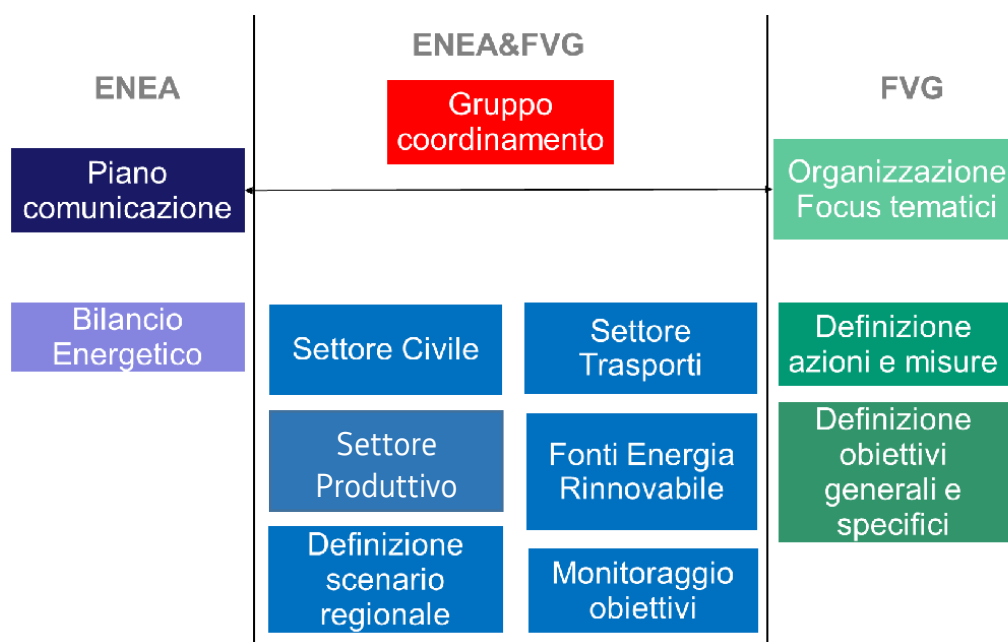 ENEA
Piano
comunicazione
Bilancio
Energetico
ENEA&FVG
Gruppo
coordinamento
Settore Civile
Settore
Trasporti
Settore
Produttivo
Fonti Energia
Rinnovabile
Definizione
scenario
regionale
Monitoraggio
obiettivi
FVG
Organizzazione
Focus tematici
Definizione
azioni e misure
Definizione
obiettivi
generali e
specifici